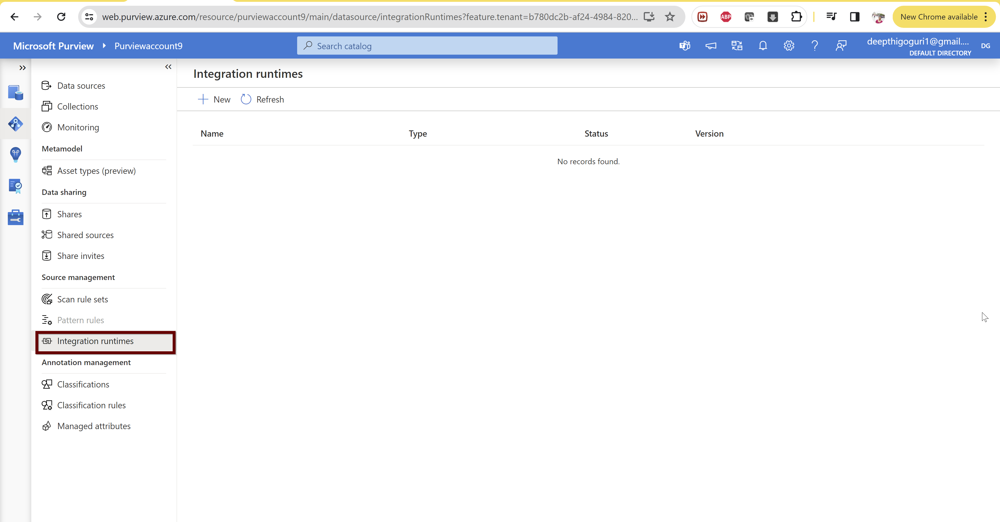 web.purview.azure.com/resource/purviewaccount9/main/datasource/integrationRuntimes?feature.tenant=b780dc2b-af24-4984-820...
ABP
New Chrome available
Microsoft Purview
Purviewaccount9
Search catalog
deepthigoguri1@gmail....
DEFAULT DIRECTORY
DG
Data sources
Collections
Monitoring
Metamodel
Asset types (preview)
Data sharing
Shares
Shared sources
Share invites
Source management
Scan rule sets
Pattern rules
Integration runtimes
Annotation management
Classifications
Classification rules
Managed attributes
Integration runtimes
New
Refresh
Name
Type
Status
Version
No records found.